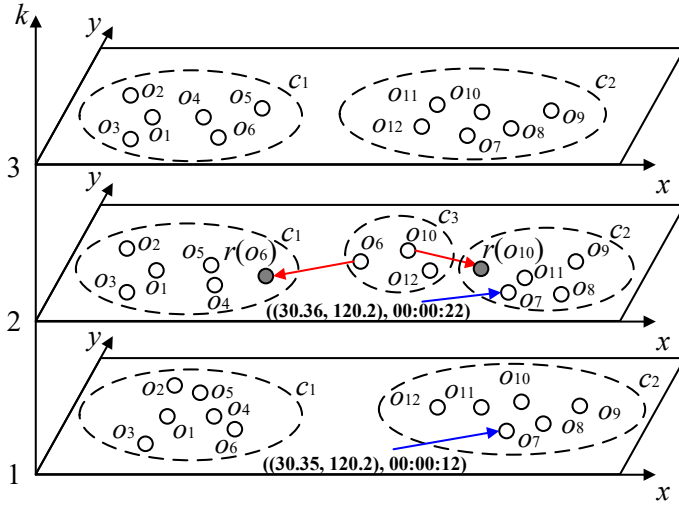 k
y
o2 o4 o5 c1 o11 o10 c2
o3 o1 o6 o12 o7 o8 o9
3 x
y
o2 o5 r(o6) c1 o6 o10 c3 r(o10) c2 o9
o3 o1 o4 o12 o11 o7 o8
((30.36, 120.2), 00:00:22)
2 x
y
o2 o5 c1 o12 o11 o10 c2
o3 o1 o4 o6 o7 o8 o9
((30.35, 120.2), 00:00:12)
1 x